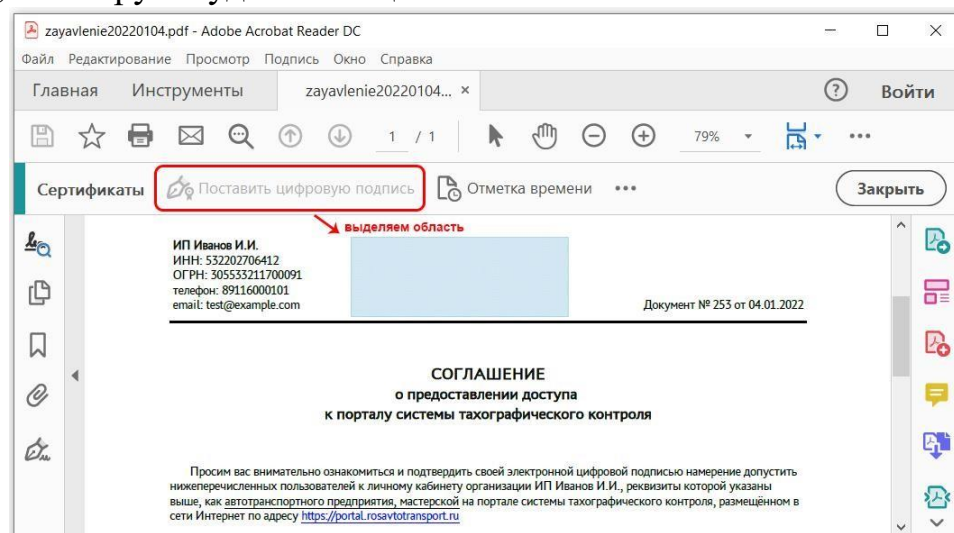 zayavlenie20220104.pdf - Adobe Acrobat Reader DC
Файл Редактирование Просмотр Подпись Окно Справка
Главная Инструменты zayavlenie20220104... × ? Войти
1 / 1 79%
Сертификаты Поставить цифровую подпись Отметка времени Закрыть
выделяем область
ИП Иванов И.И.
ИНН: 532202706412
ОГРН: 305533211700091
телефон: 89116000101
email: test@example.com
Документ № 253 от 04.01.2022
СОГЛАШЕНИЕ
о предоставлении доступа
к порталу системы тахографического контроля
Просим вас внимательно ознакомиться и подтвердить своей электронной цифровой подписью намерение допустить
нижеперечисленных пользователей к личному кабинету организации ИП Иванов И.И., реквизиты которой указаны
выше, как автотранспортного предприятия, мастерской на портале системы тахографического контроля, размещённом в
сети Интернет по адресу https://portal.rosavtotransport.ru